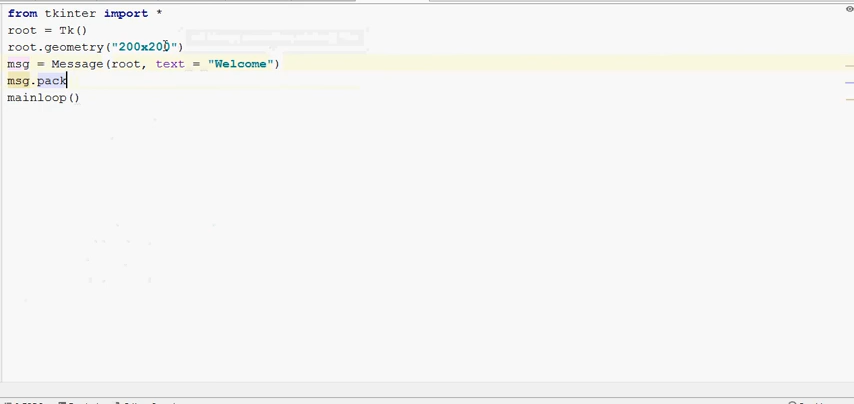 from tkinter import *
root = Tk()
root.geometry("200x200")
msg = Message(root, text = "Welcome")
msg.pack
mainloop()